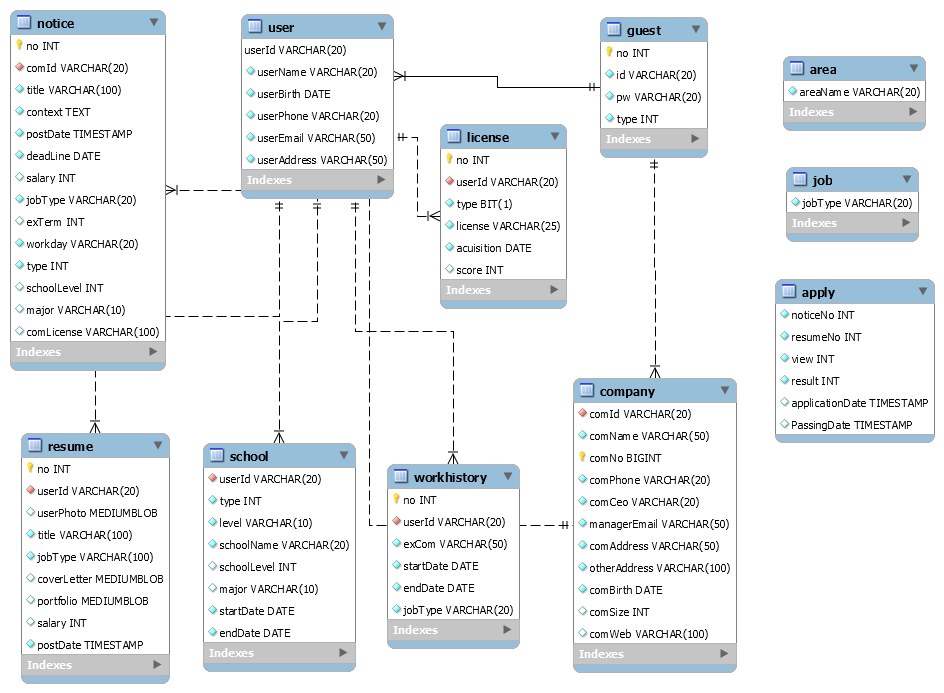 notice
no INT
comId VARCHAR(20)
title VARCHAR(100)
context TEXT
postDate TIMESTAMP
deadLine DATE
salary INT
jobType VARCHAR(20)
exTerm INT
workday VARCHAR(20)
type INT
schoolLevel INT
major VARCHAR(10)
comLicense VARCHAR(100)
Indexes
user
userId VARCHAR(20)
userName VARCHAR(20)
userBirth DATE
userPhone VARCHAR(20)
userEmail VARCHAR(50)
userAddress VARCHAR(50)
Indexes
license
no INT
userId VARCHAR(20)
type BIT(1)
license VARCHAR(25)
acuisition DATE
score INT
Indexes
guest
no INT
id VARCHAR(20)
pw VARCHAR(20)
type INT
Indexes
area
areaName VARCHAR(20)
Indexes
job
jobType VARCHAR(20)
Indexes
apply
noticeNo INT
resumeNo INT
view INT
result INT
applicationDate TIMESTAMP
PassingDate TIMESTAMP
resume
no INT
userId VARCHAR(20)
userPhoto MEDIUMBLOB
title VARCHAR(100)
jobType VARCHAR(100)
coverLetter MEDIUMBLOB
portfolio MEDIUMBLOB
salary INT
postDate TIMESTAMP
Indexes
school
userId VARCHAR(20)
type INT
level VARCHAR(10)
schoolName VARCHAR(20)
schoolLevel INT
major VARCHAR(10)
startDate DATE
endDate DATE
Indexes
workhistory
no INT
userId VARCHAR(20)
exCom VARCHAR(50)
startDate DATE
endDate DATE
jobType VARCHAR(20)
Indexes
company
comId VARCHAR(20)
comName VARCHAR(50)
comNo BIGINT
comPhone VARCHAR(20)
comCeo VARCHAR(20)
managerEmail VARCHAR(50)
comAddress VARCHAR(50)
otherAddress VARCHAR(100)
comBirth DATE
comSize INT
comWeb VARCHAR(100)
Indexes